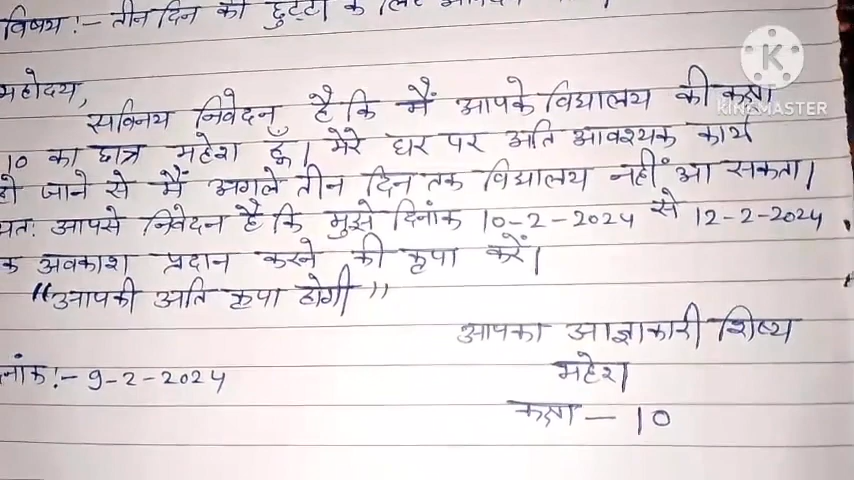 विषय :- तीन दिन की छुट्टी के लिए
महोदय,
सविनय निवेदन है कि मैं आपके विद्यालय की कक्षा
10 का छात्र महेश हूँ। मेरे घर पर अति आवश्यक कार्य
हो जाने से मैं अगले तीन दिन तक विद्यालय नहीं आ सकता।
अतः आपसे निवेदन है कि मुझे दिनांक 10-2-2024 से 12-2-2024
क अवकाश प्रदान करने की कृपा करें।
"आपकी अति कृपा होगी"
आपका आज्ञाकारी शिष्य
महेश
कक्षा – 10
नांक :- 9-2-2024
K
KINEMASTER